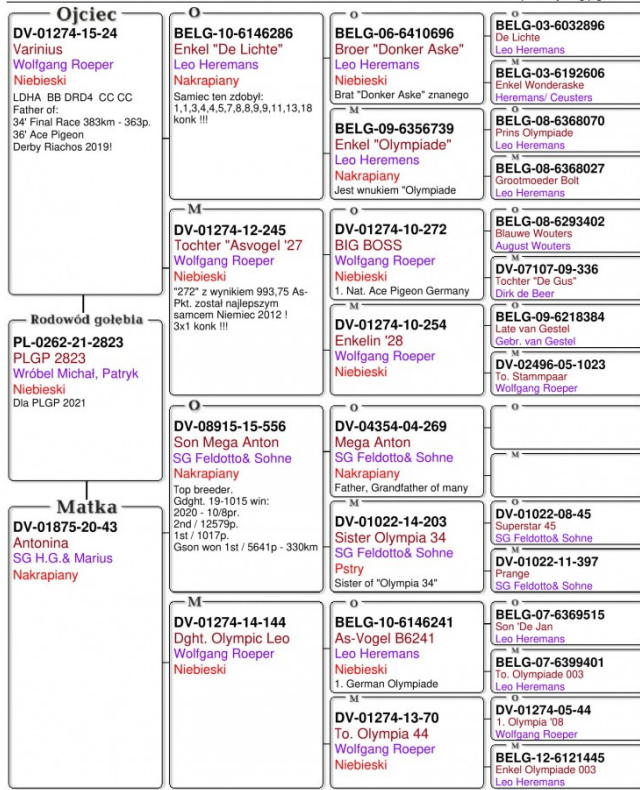 Ojciec
DV-01274-15-24
Varinius
Wolfgang Roeper
Niebieski
LDHA BB DRD4 CC CC
Father of:
34' Final Race 383km - 363p.
36' Ace Pigeon
Derby Riachos 2019!
Rodowód gołębia
PL-0262-21-2823
PLGP 2823
Wróbel Michał, Patryk
Niebieski
Dla PLGP 2021
Matka
DV-01875-20-43
Antonina
SG H.G.& Marius
Nakrapiany
O
BELG-10-6146286
Enkel "De Lichte"
Leo Heremans
Nakrapiany
Samiec ten zdobył:
1,1,3,4,4,5,7,8,8,9,9,11,13,18
konk !!!
M
DV-01274-12-245
Tochter "Asvogel '27
Wolfgang Roeper
Niebieski
"272" z wynikiem 993,75 As-
Pkt. został najlepszym
samcem Niemiec 2012 !
3x1 konk !!!
O
DV-08915-15-556
Son Mega Anton
SG Feldotto& Sohne
Nakrapiany
Top breeder.
Gdght. 19-1015 win:
2020 - 10/8pr.
2nd / 12579p.
1st / 1017p.
Gson won 1st / 5641p - 330km
M
DV-01274-14-144
Dght. Olympic Leo
Wolfgang Roeper
Niebieski
O
BELG-06-6410696
Broer "Donker Aske"
Leo Heremans
Niebieski
Brat "Donker Aske" znanego
M
BELG-09-6356739
Enkel "Olympiade"
Leo Heremens
Nakrapiany
Jest wnukiem "Olympiade
O
DV-01274-10-272
BIG BOSS
Wolfgang Roeper
Niebieski
1. Nat. Ace Pigeon Germany
M
DV-01274-10-254
Enkelin '28
Wolfgang Roeper
Niebieski
O
DV-04354-04-269
Mega Anton
SG Feldotto& Sohne
Nakrapiany
Father, Grandfather of many
M
DV-01022-14-203
Sister Olympia 34
SG Feldotto& Sohne
Pstry
Sister of "Olympia 34"
O
BELG-10-6146241
As-Vogel B6241
Leo Heremans
Niebieski
1. German Olympiade
M
DV-01274-13-70
To. Olympia 44
Wolfgang Roeper
Niebieski
O
BELG-03-6032896
De Lichte
Leo Heremans
M
BELG-03-6192606
Enkel Wonderaske
Heremans/ Ceusters
O
BELG-08-6368070
Prins Olympiade
Leo Heremans
M
BELG-08-6368027
Grootmoeder Bolt
Leo Heremans
O
BELG-08-6293402
Blauwe Wouters
August Wouters
M
DV-07107-09-336
Tochter "De Gus"
Dirk de Beer
O
BELG-09-6218384
Late van Gestel
Gebr. van Gestel
M
DV-02496-05-1023
To. Stammpaar
Wolfgang Roeper
O
M
O
DV-01022-08-45
Superstar 45
SG Feldotto& Sohne
M
DV-01022-11-397
Prange
SG Feldotto& Sohne
O
BELG-07-6369515
Son 'De Jan
Leo Heremans
M
BELG-07-6399401
To. Olympiade 003
Leo Heremans
O
DV-01274-05-44
1. Olympia '08
Wolfgang Roeper
M
BELG-12-6121445
Enkel Olympiade 003
Leo Heremans